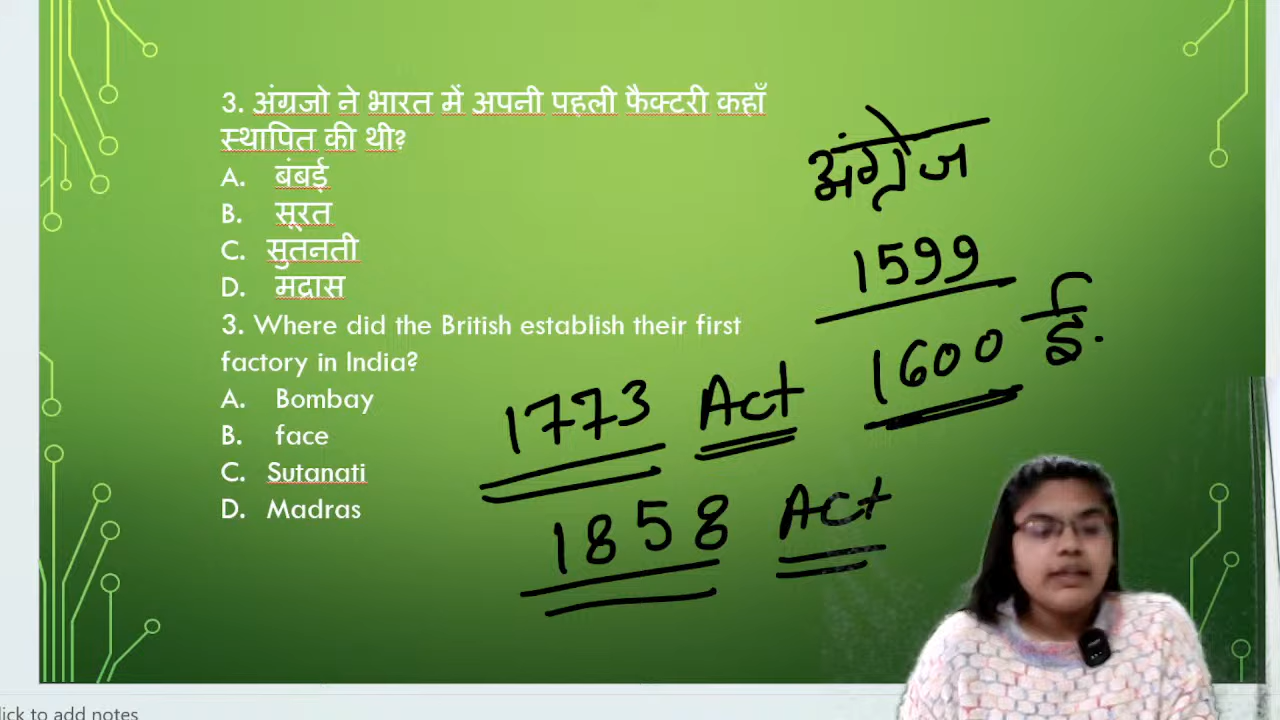 3. अंग्रजो ने भारत में अपनी पहली फैक्टरी कहाँ
स्थापित की थी?
A. बंबई
B. सूरत
C. सुतनती
D. मद्रास
3. Where did the British establish their first
factory in India?
A. Bombay
B. face
C. Sutanati
D. Madras
अंग्रेज
1599
1600 ई.
1773 Act
1858 Act
lick to add notes